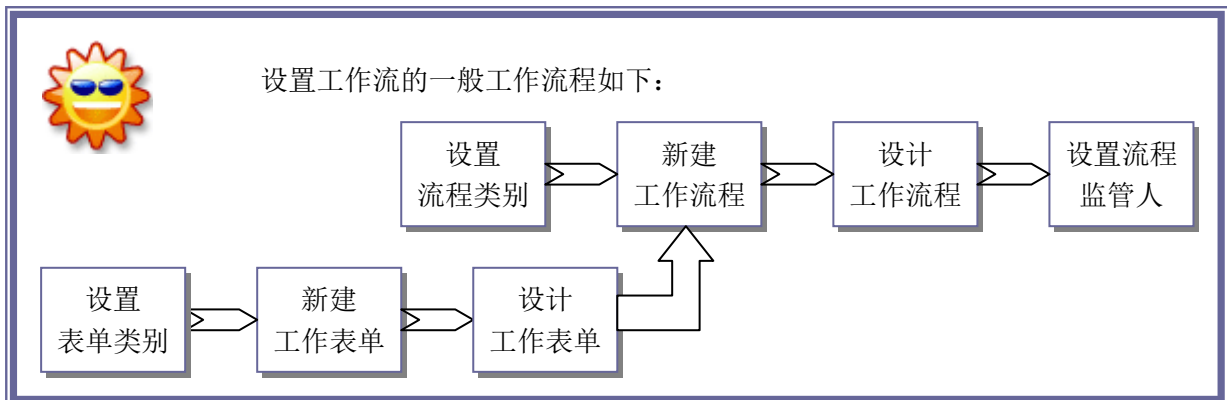 设置工作流的一般工作流程如下：
设置
流程类别
新建
工作流程
设计
工作流程
设置流程
监管人
设置
表单类别
新建
工作表单
设计
工作表单